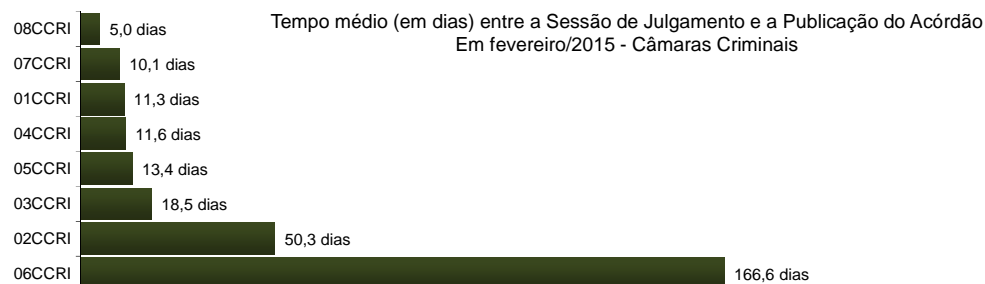 Tempo médio (em dias) entre a Sessão de Julgamento e a Publicação do Acórdão
Em fevereiro/2015 - Câmaras Criminais
08CCRI 5,0 dias
07CCRI 10,1 dias
01CCRI 11,3 dias
04CCRI 11,6 dias
05CCRI 13,4 dias
03CCRI 18,5 dias
02CCRI 50,3 dias
06CCRI 166,6 dias